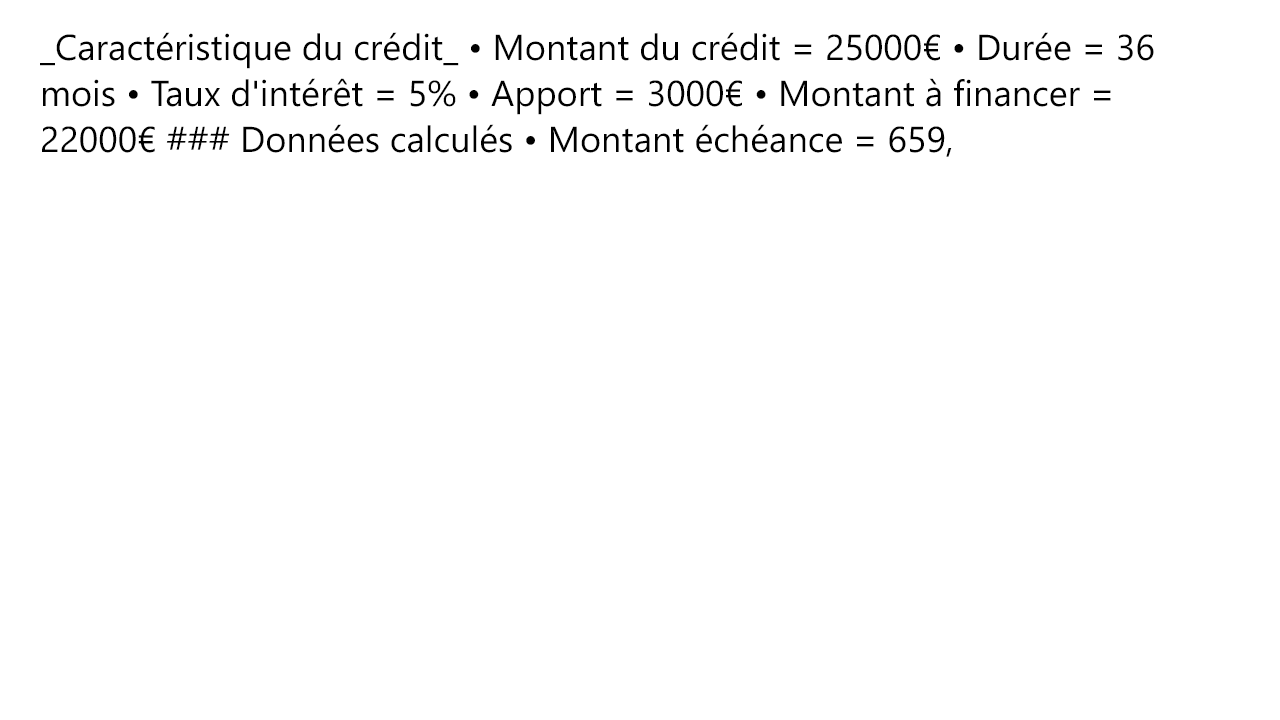 _Caractéristique du crédit_ • Montant du crédit = 25000€ • Durée = 36
mois • Taux d'intérêt = 5% • Apport = 3000€ • Montant à financer =
22000€ ### Données calculés • Montant échéance = 659,